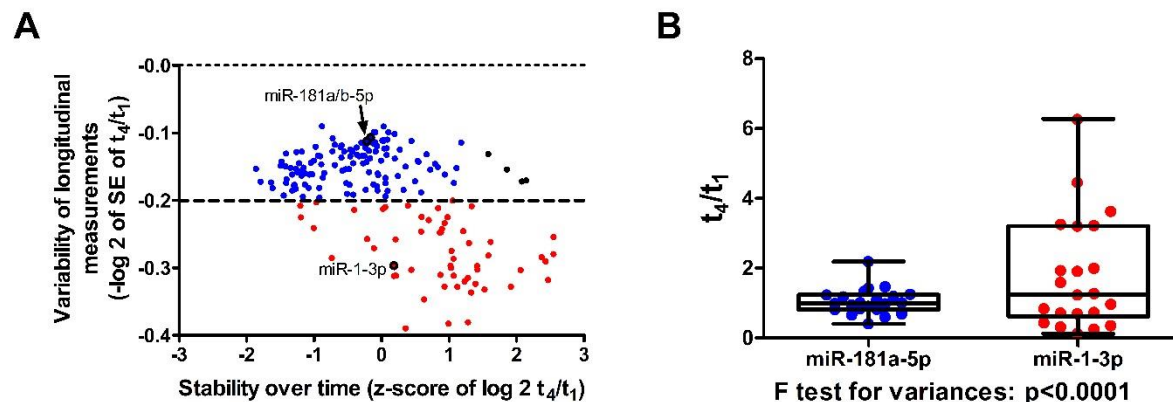 A
Variability of longitudinal
measurements
(-log 2 of SE of t4/t1)
-0.0
-0.1
-0.2
-0.3
-0.4
miR-181a/b-5p
miR-1-3p
-3
-2
-1
0
1
2
3
Stability over time (z-score of log 2 t4/t1)
B
t4/t1
8
6
4
2
0
miR-181a-5p
miR-1-3p
F test for variances: p<0.0001